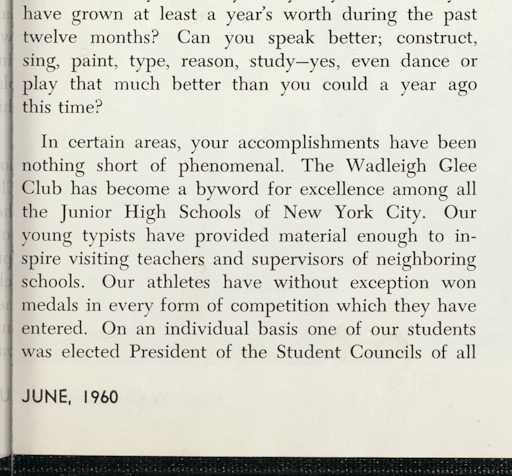 have grown at least a year's worth during the past
twelve months? Can you speak better; construct,
sing, paint, type, reason, study—yes, even dance or
play that much better than you could a year ago
this time?
In certain areas, your accomplishments have been
nothing short of phenomenal. The Wadleigh Glee
Club has become a byword for excellence among all
the Junior High Schools of New York City. Our
young typists have provided material enough to in-
spire visiting teachers and supervisors of neighboring
schools. Our athletes have without exception won
medals in every form of competition which they have
entered. On an individual basis one of our students
was elected President of the Student Councils of all
JUNE, 1960